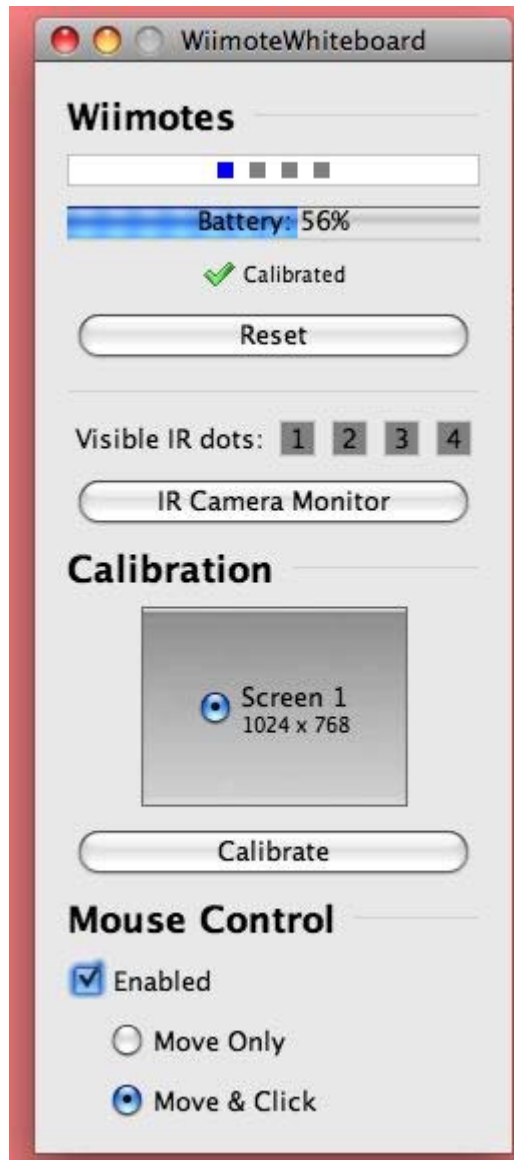 WiimoteWhiteboard
Wiimotes
Battery: 56%
Calibrated
Reset
Visible IR dots: 1 2 3 4
IR Camera Monitor
Calibration
Screen 1
1024 x 768
Calibrate
Mouse Control
Enabled
Move Only
Move & Click